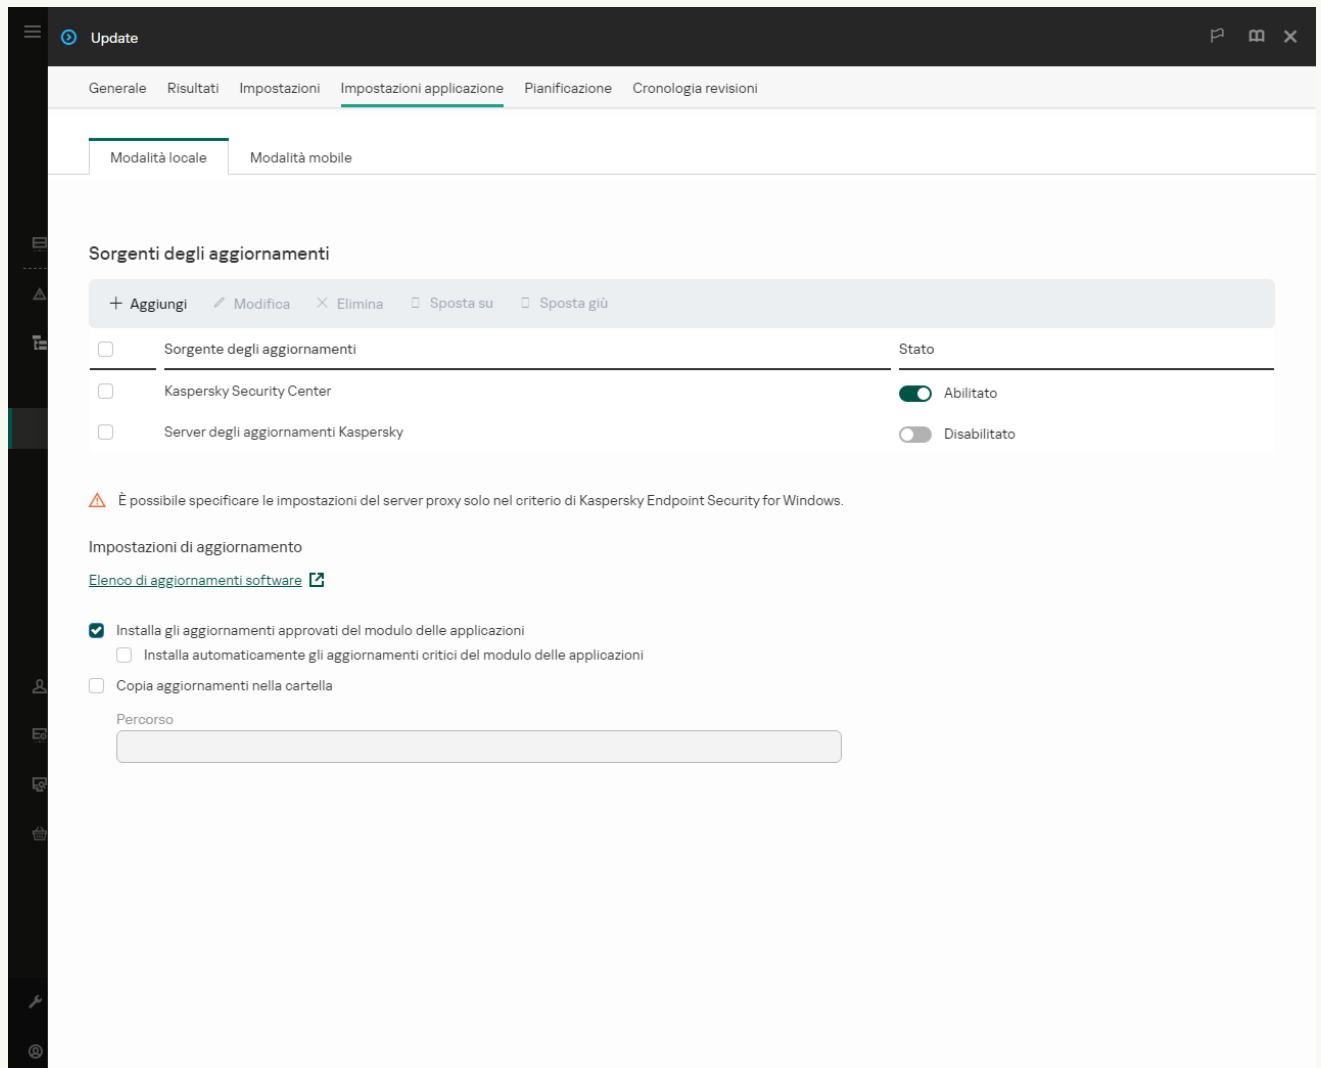 Update
Generale Risultati Impostazioni Impostazioni applicazione Pianificazione Cronologia revisioni
Modalità locale Modalità mobile
Sorgenti degli aggiornamenti
Aggiungi Modifica Elimina Sposta su Sposta giù
Sorgente degli aggiornamenti Stato
Kaspersky Security Center Abilitato
Server degli aggiornamenti Kaspersky Disabilitato
È possibile specificare le impostazioni del server proxy solo nel criterio di Kaspersky Endpoint Security for Windows.
Impostazioni di aggiornamento
Elenco di aggiornamenti software
Installa gli aggiornamenti approvati del modulo delle applicazioni
Installa automaticamente gli aggiornamenti critici del modulo delle applicazioni
Copia aggiornamenti nella cartella
Percorso